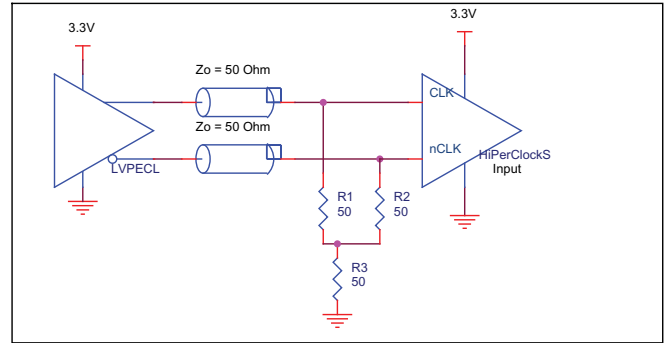 3.3V
3.3V
Zo = 50 Ohm
CLK
Zo = 50 Ohm
nCLK
LVPECL
HiPerClockS
Input
R1
50
R2
50
R3
50